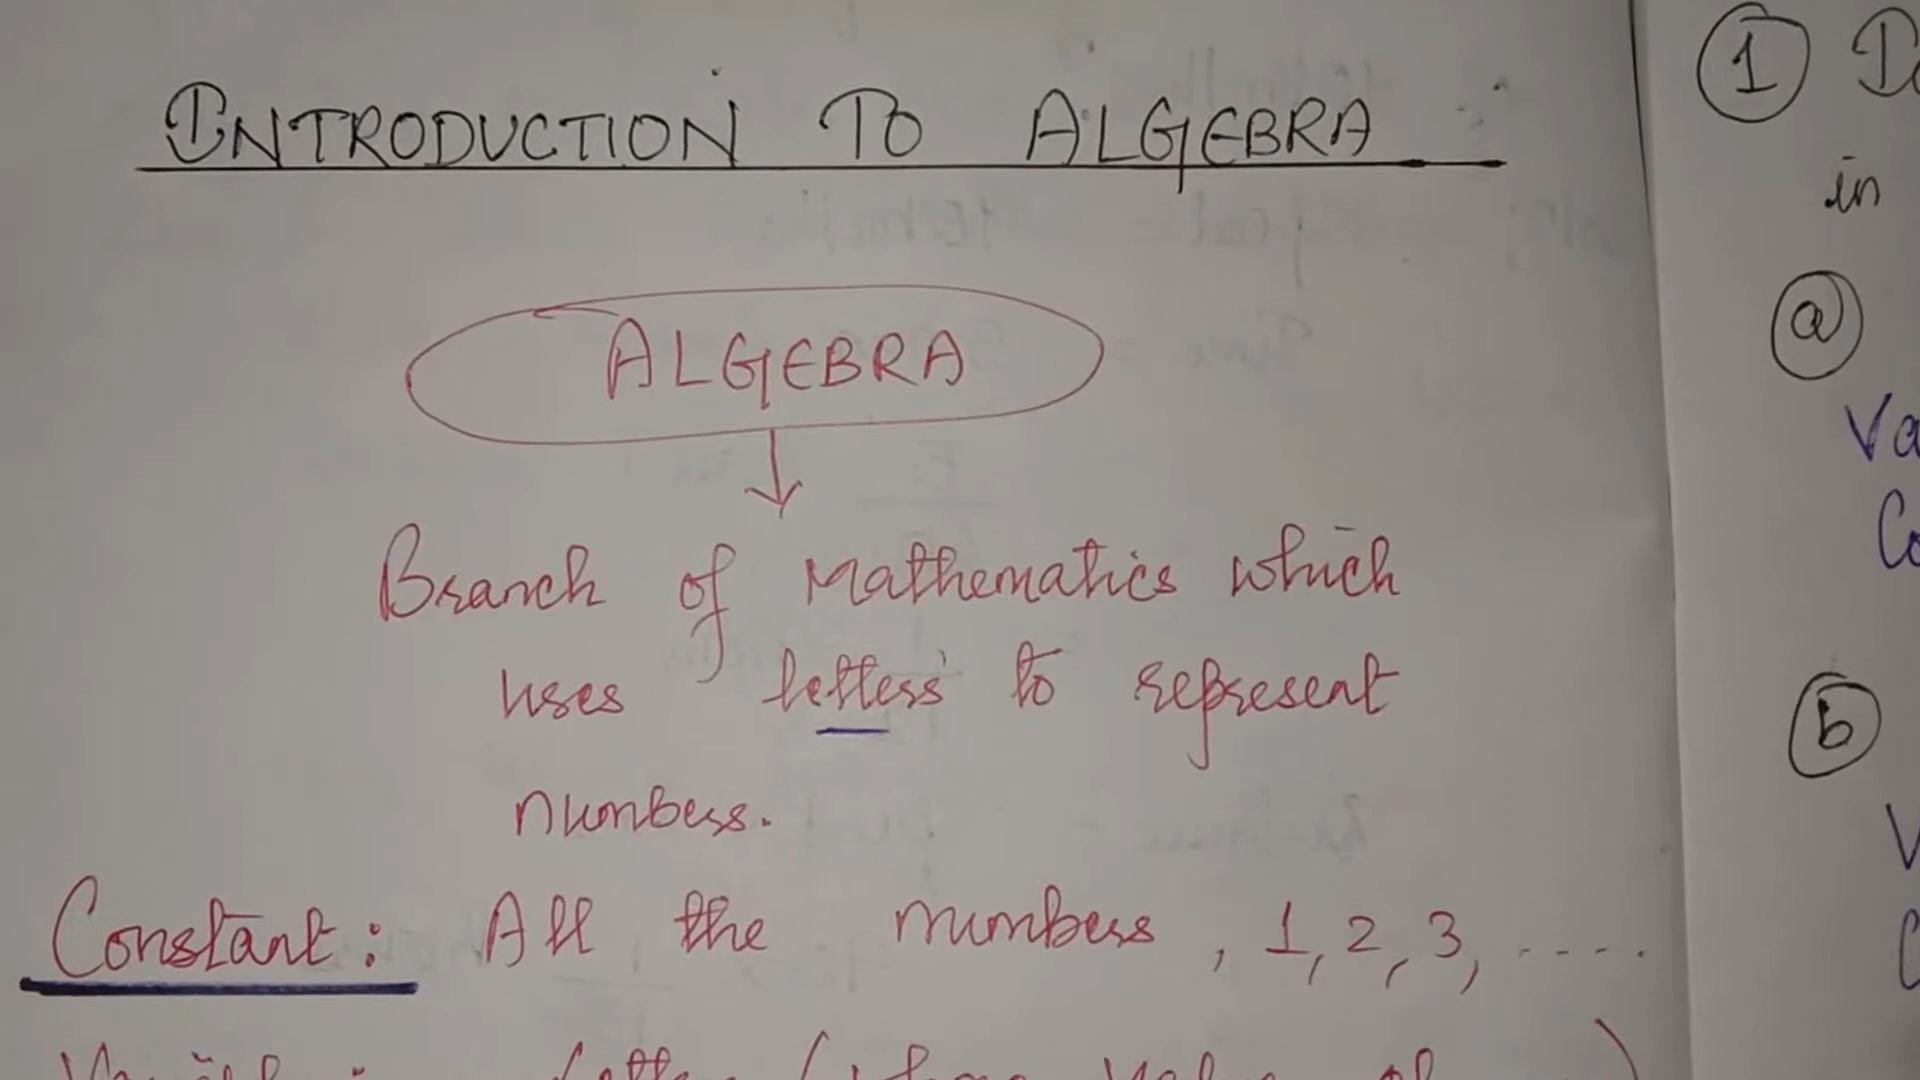 INTRODUCTION TO ALGEBRA
ALGEBRA
Branch of Mathematics which
uses letters to represent
numbers.
Constant: All the numbers, 1, 2, 3, ....
1
in
a
b